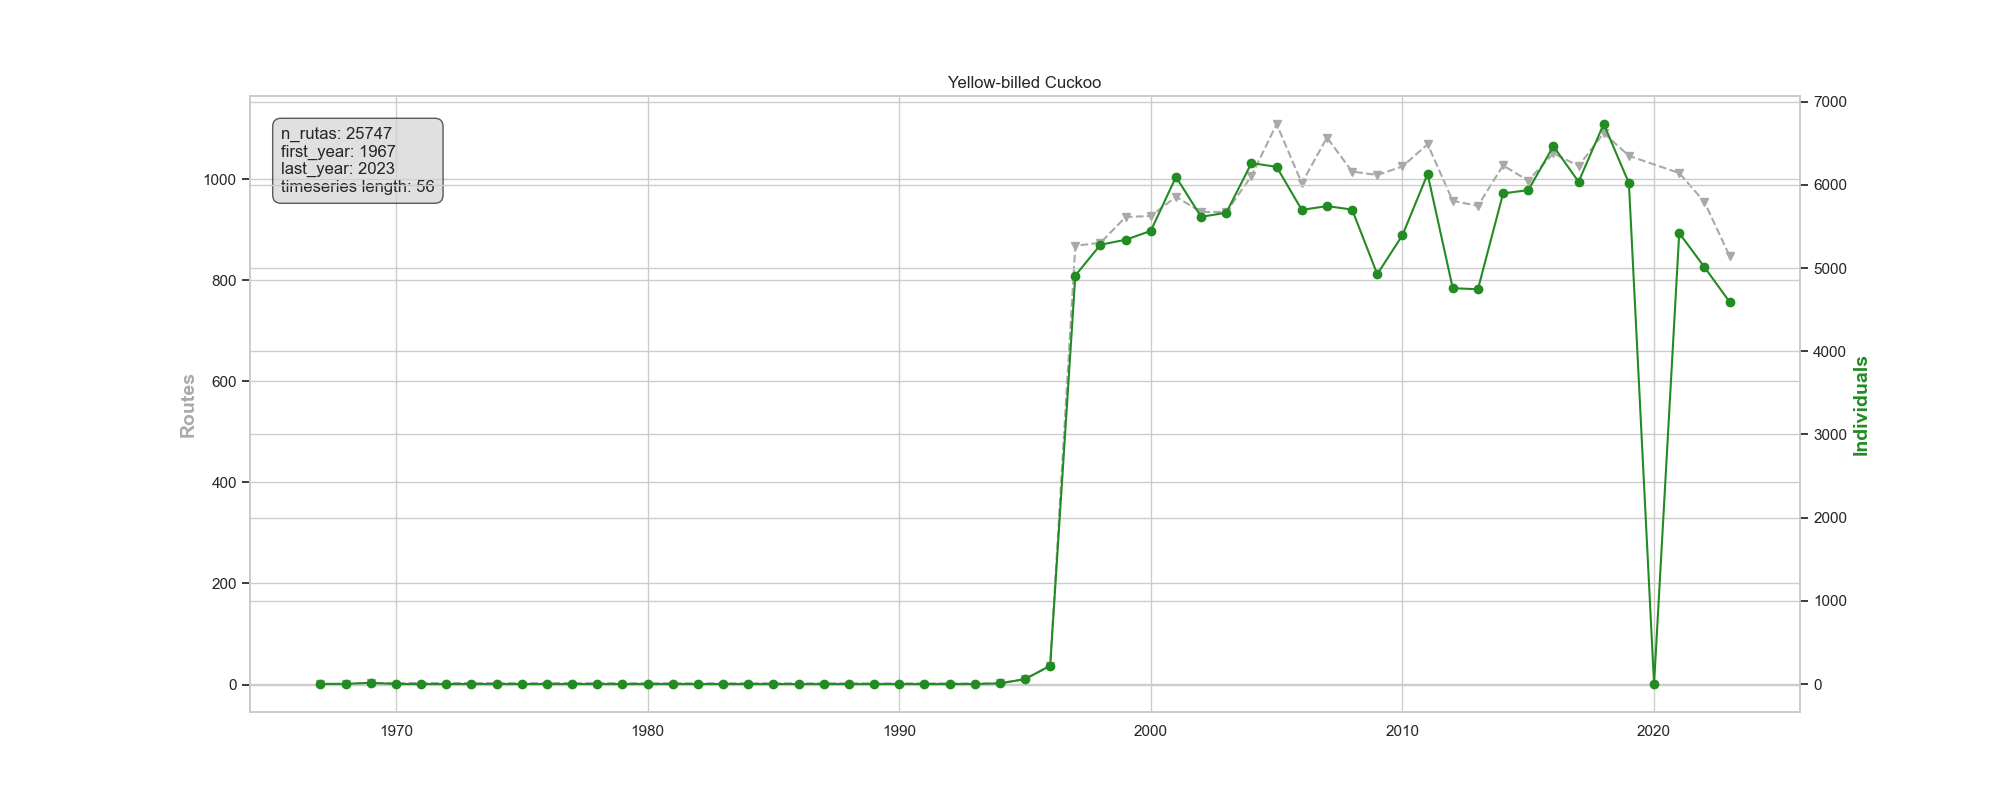 Yellow-billed Cuckoo
n_rutas: 25747
first_year: 1967
last_year: 2023
timeseries length: 56
Routes
1000
800
600
400
200
0
7000
6000
5000
4000
3000
2000
1000
0
Individuals
1970 1980 1990 2000 2010 2020